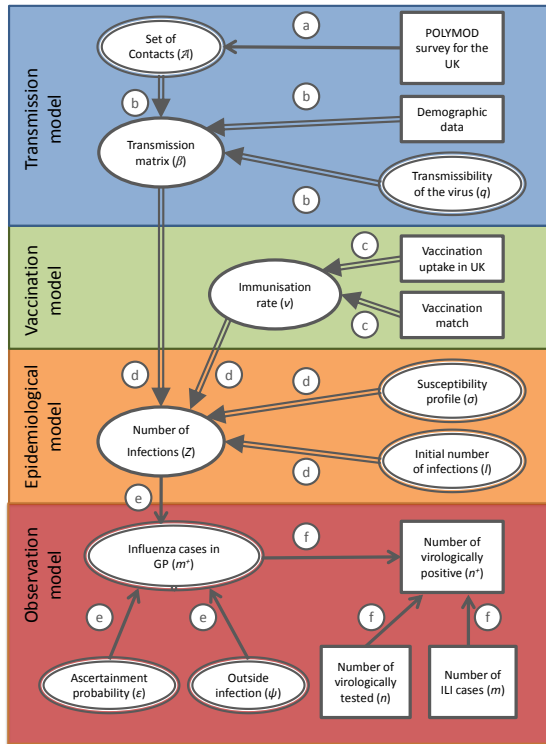 Transmission
model
Set of
Contacts (𝒜)
a
POLYMOD
survey for the
UK
b
b
Demographic
data
Transmission
matrix (β)
Transmissibility
of the virus (q)
b
Vaccination
model
c
Vaccination
uptake in UK
Immunisation
rate (v)
Vaccination
match
c
Epidemiological
model
d
d
d
Susceptibility
profile (σ)
Number of
Infections (Z)
Initial number
of infections (I)
d
e
Observation
model
Influenza cases in
GP (m⁺)
f
Number of
virologically
positive (n⁺)
e
e
f
f
Ascertainment
probability (ε)
Outside
infection (ψ)
Number of
virologically
tested (n)
Number of
ILI cases (m)